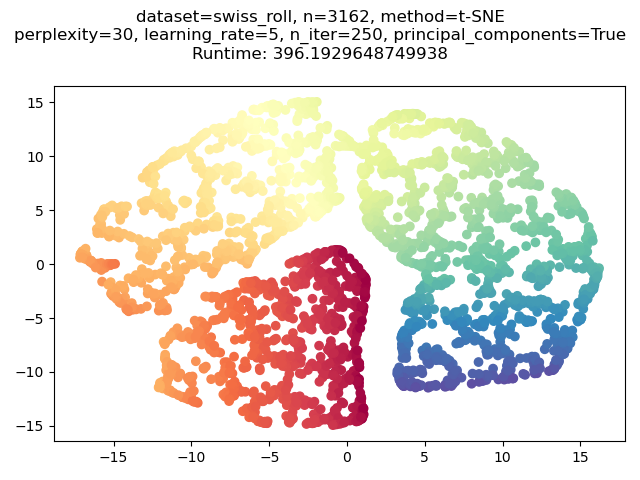 dataset=swiss_roll, n=3162, method=t-SNE
perplexity=30, learning_rate=5, n_iter=250, principal_components=True
Runtime: 396.1929648749938
15
10
5
0
−5
−10
−15
−15 −10 −5 0 5 10 15